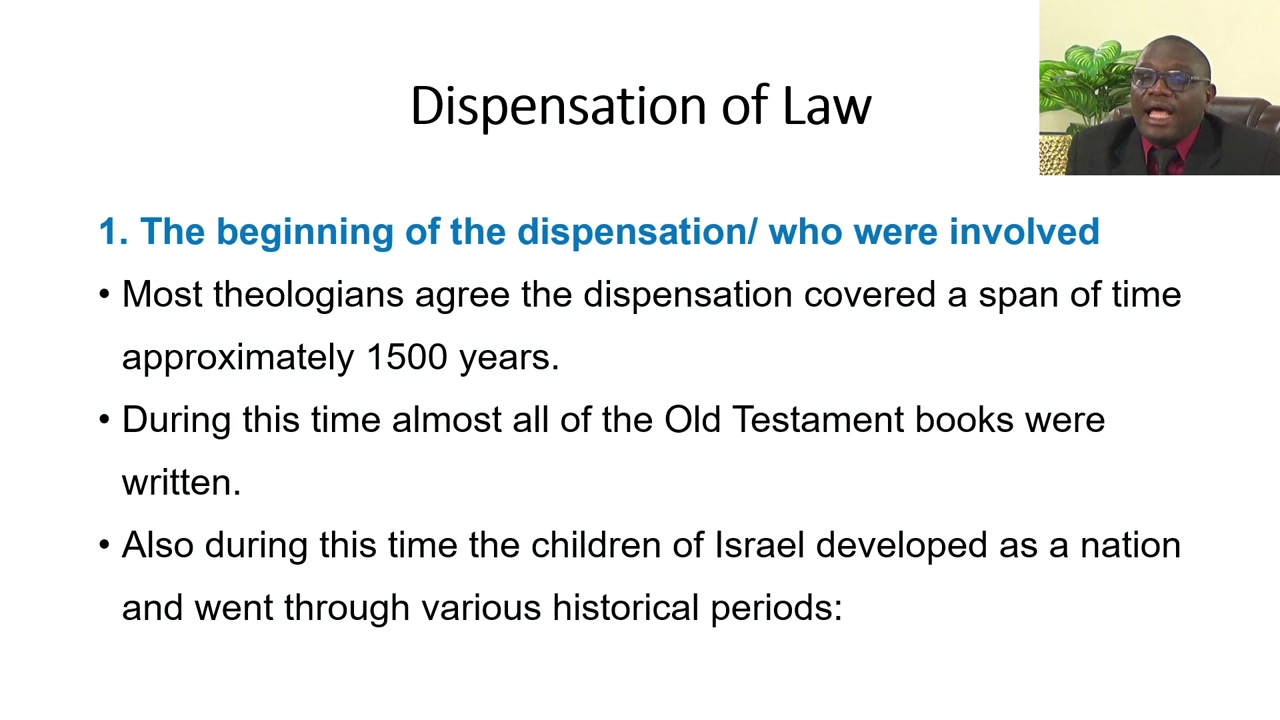 Dispensation of Law
1. The beginning of the dispensation/ who were involved
• Most theologians agree the dispensation covered a span of time
approximately 1500 years.
• During this time almost all of the Old Testament books were
written.
• Also during this time the children of Israel developed as a nation
and went through various historical periods: